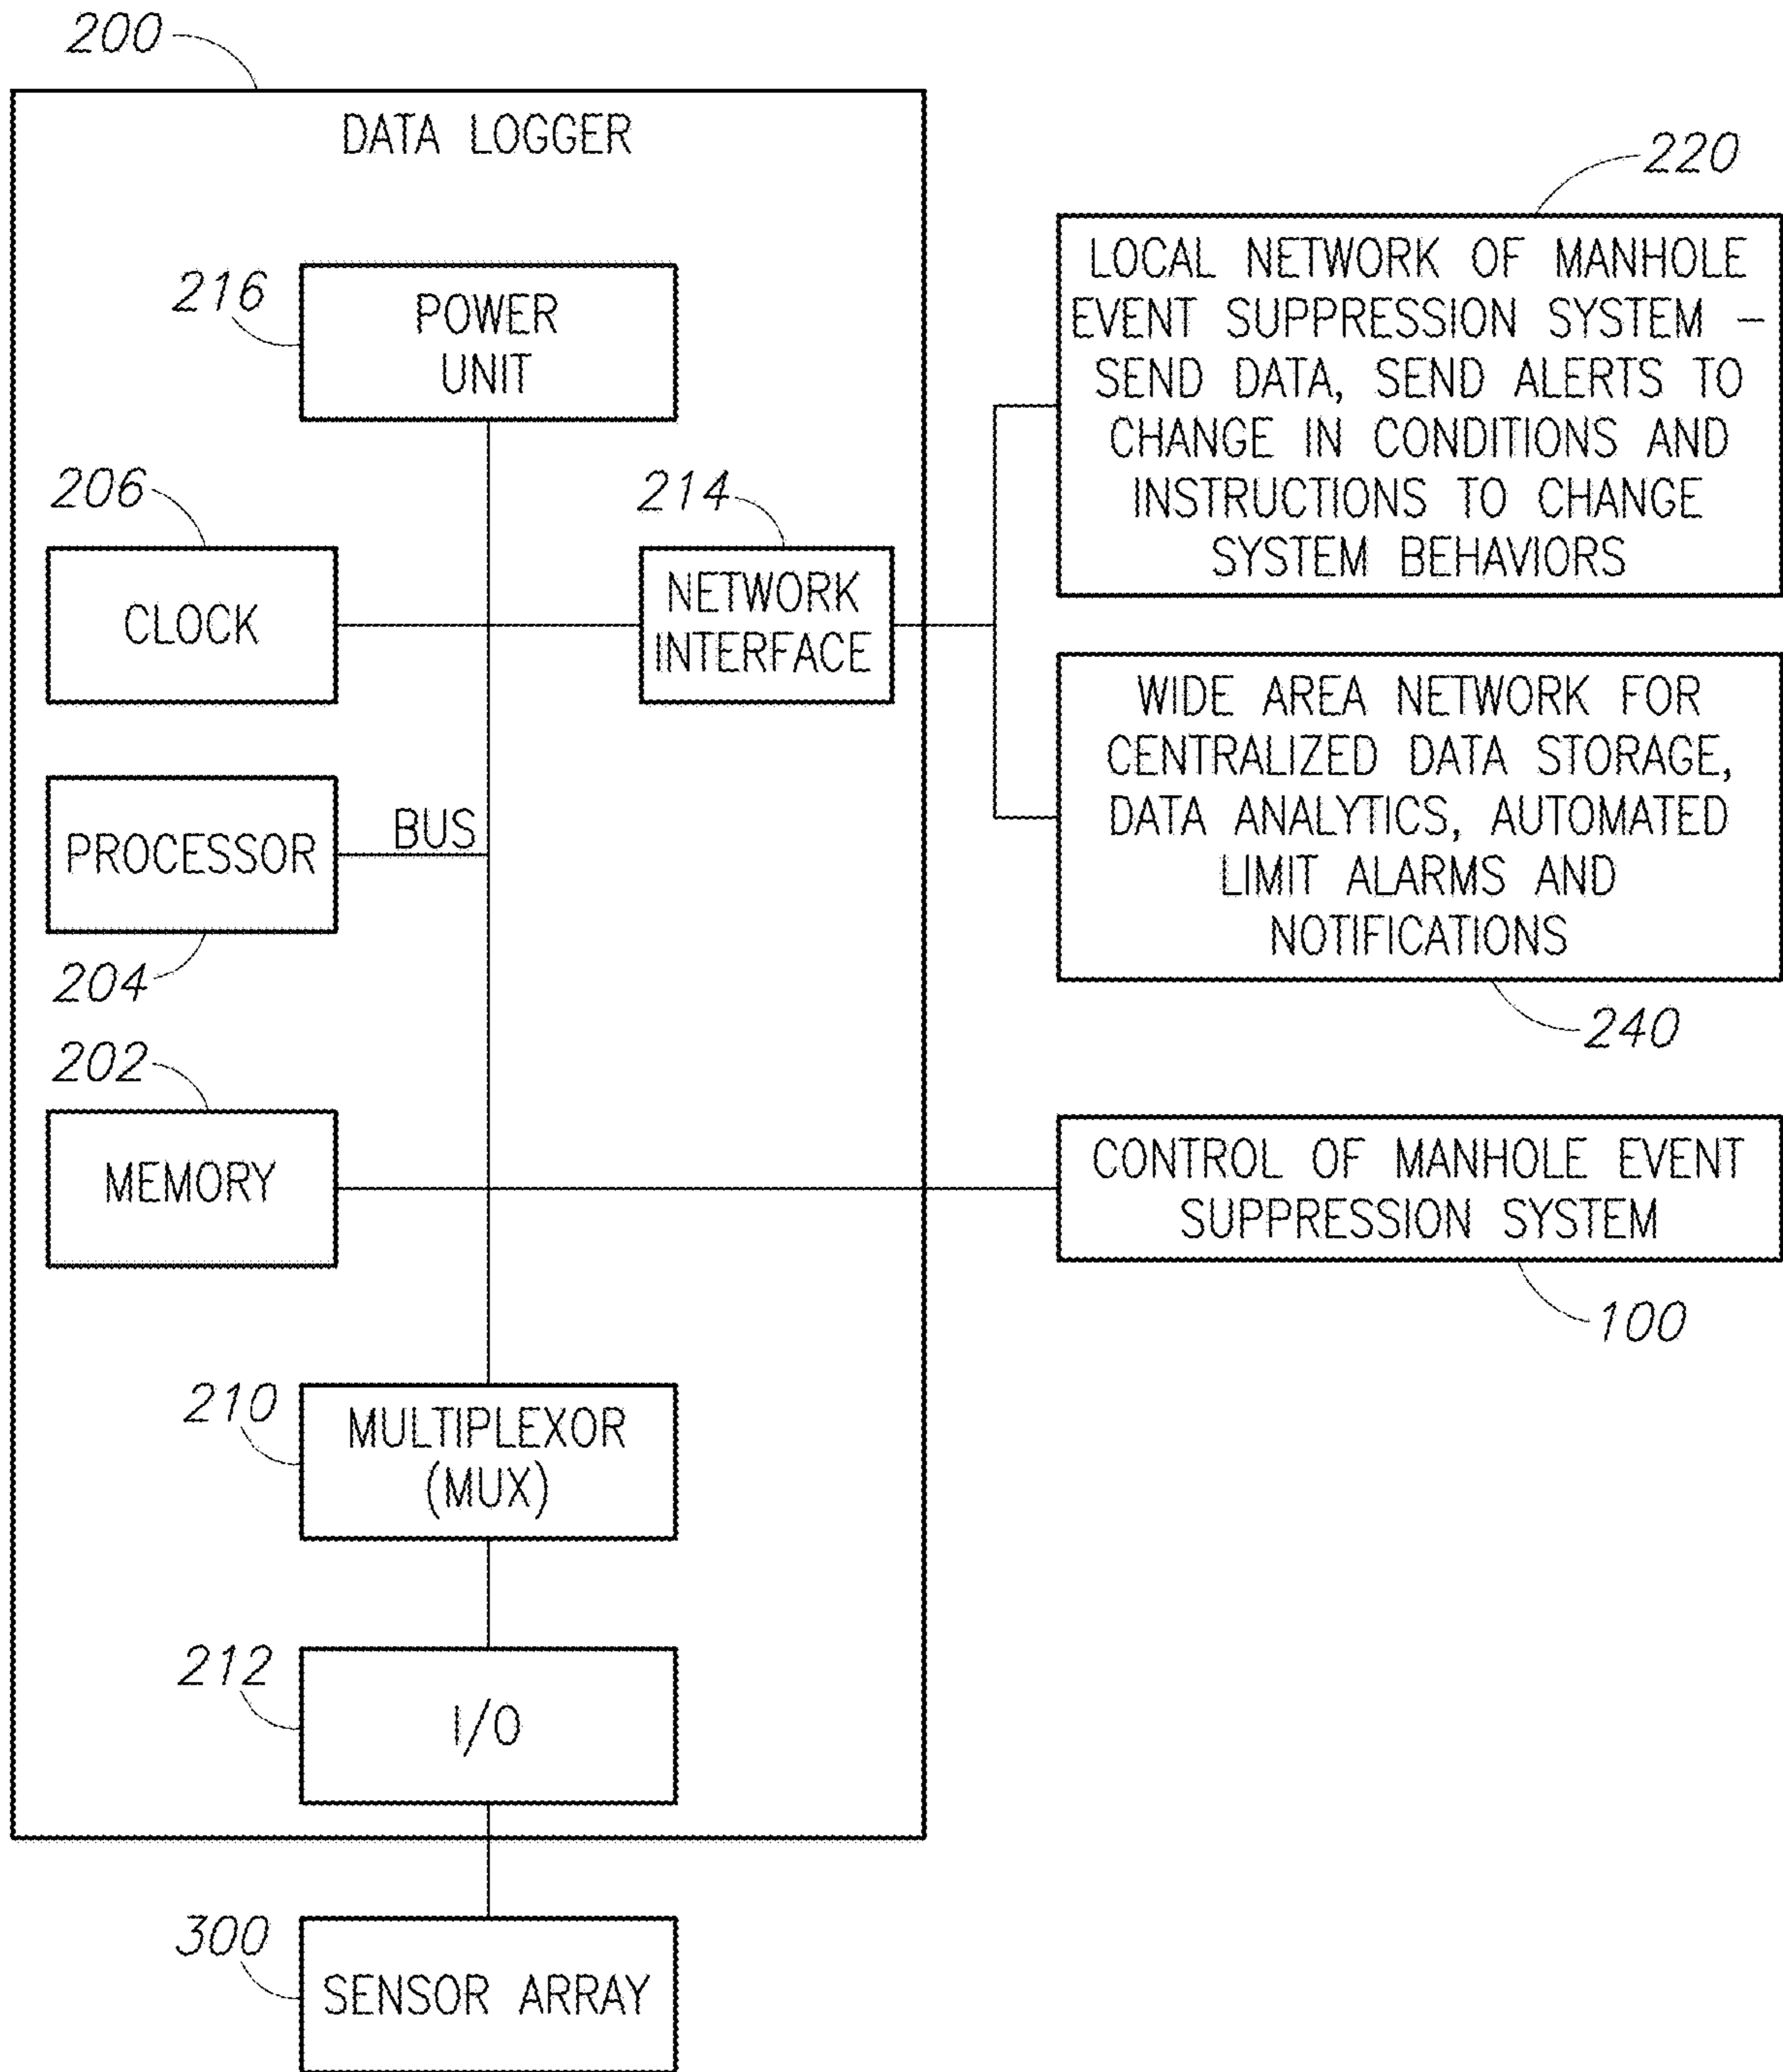 200
DATA LOGGER
220
LOCAL NETWORK OF MANHOLE
EVENT SUPPRESSION SYSTEM –
SEND DATA, SEND ALERTS TO
CHANGE IN CONDITIONS AND
INSTRUCTIONS TO CHANGE
SYSTEM BEHAVIORS
216
POWER
UNIT
206
CLOCK
214
NETWORK
INTERFACE
WIDE AREA NETWORK FOR
CENTRALIZED DATA STORAGE,
DATA ANALYTICS, AUTOMATED
LIMIT ALARMS AND
NOTIFICATIONS
240
PROCESSOR
BUS
204
202
MEMORY
CONTROL OF MANHOLE EVENT
SUPPRESSION SYSTEM
100
210
MULTIPLEXOR
(MUX)
212
I/O
300
SENSOR ARRAY